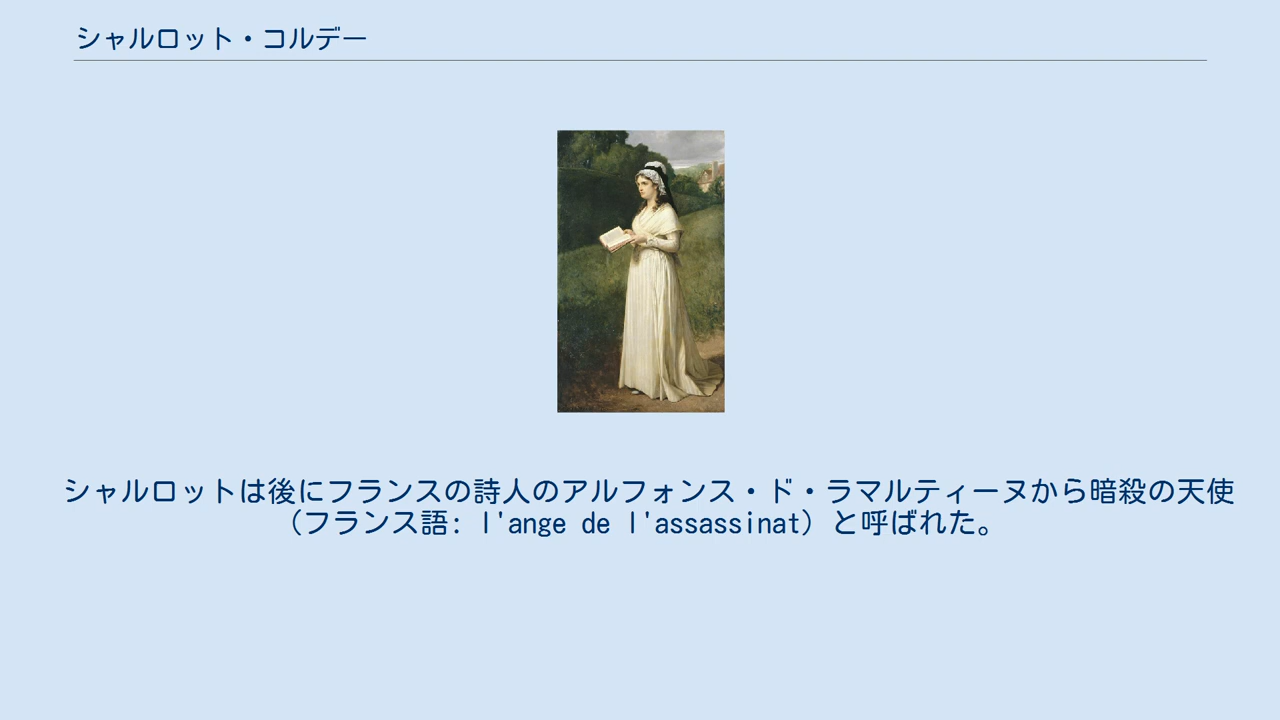 シャルロット・コルデー
シャルロットは後にフランスの詩人のアルフォンス・ド・ラマルティーヌから暗殺の天使
（フランス語: l'ange de l'assassinat）と呼ばれた。